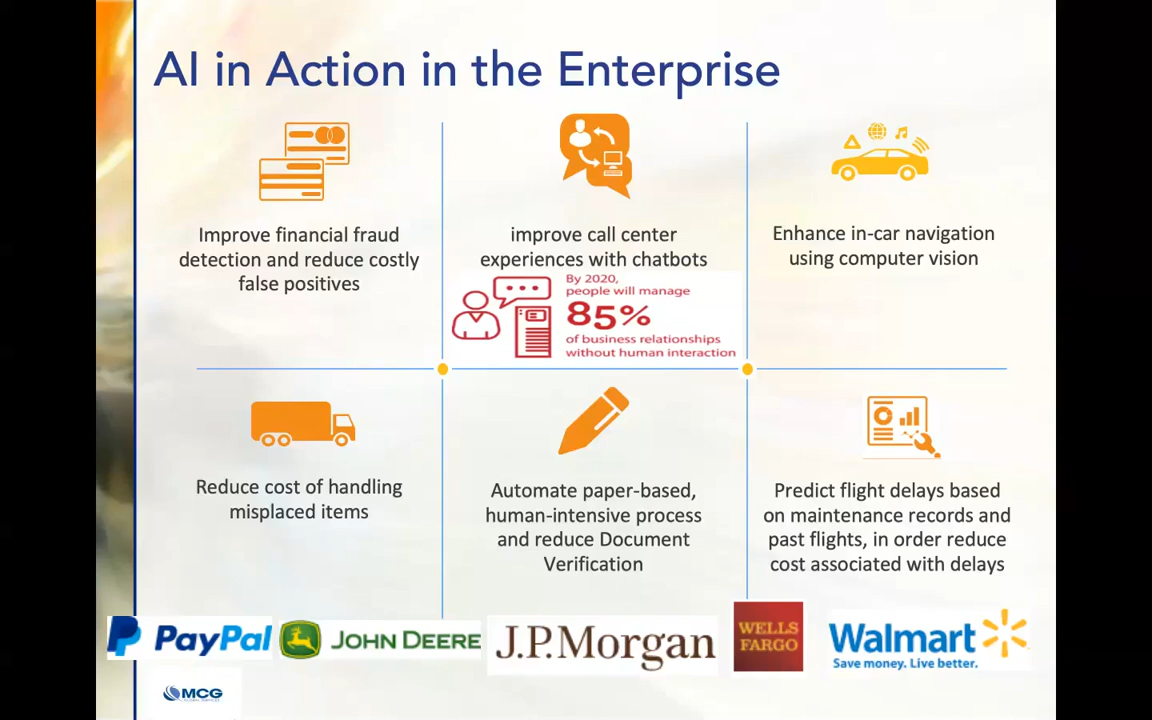 AI in Action in the Enterprise
Improve financial fraud
detection and reduce costly
false positives
improve call center
experiences with chatbots
By 2020,
people will manage
85%
of business relationships
without human interaction
Enhance in-car navigation
using computer vision
Reduce cost of handling
misplaced items
Automate paper-based,
human-intensive process
and reduce Document
Verification
Predict flight delays based
on maintenance records and
past flights, in order reduce
cost associated with delays
PayPal
JOHN DEERE
J.P.Morgan
WELLS
FARGO
Walmart
Save money. Live better.
MCG